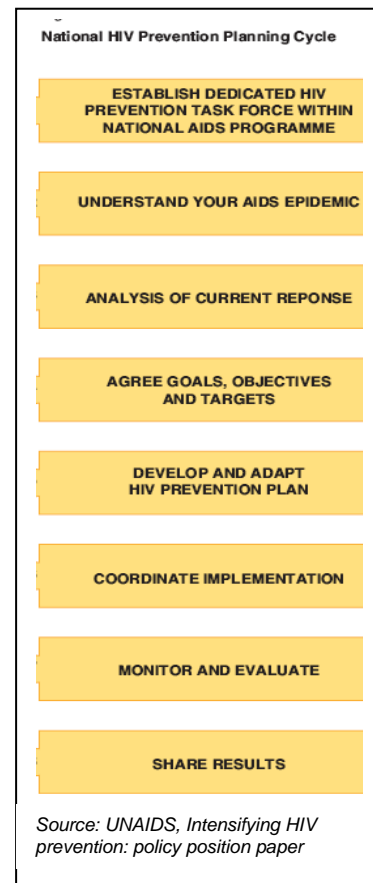 National HIV Prevention Planning Cycle
ESTABLISH DEDICATED HIV
PREVENTION TASK FORCE WITHIN
NATIONAL AIDS PROGRAMME
UNDERSTAND YOUR AIDS EPIDEMIC
ANALYSIS OF CURRENT REPONSE
AGREE GOALS, OBJECTIVES
AND TARGETS
DEVELOP AND ADAPT
HIV PREVENTION PLAN
COORDINATE IMPLEMENTATION
MONITOR AND EVALUATE
SHARE RESULTS
Source: UNAIDS, Intensifying HIV
prevention: policy position paper